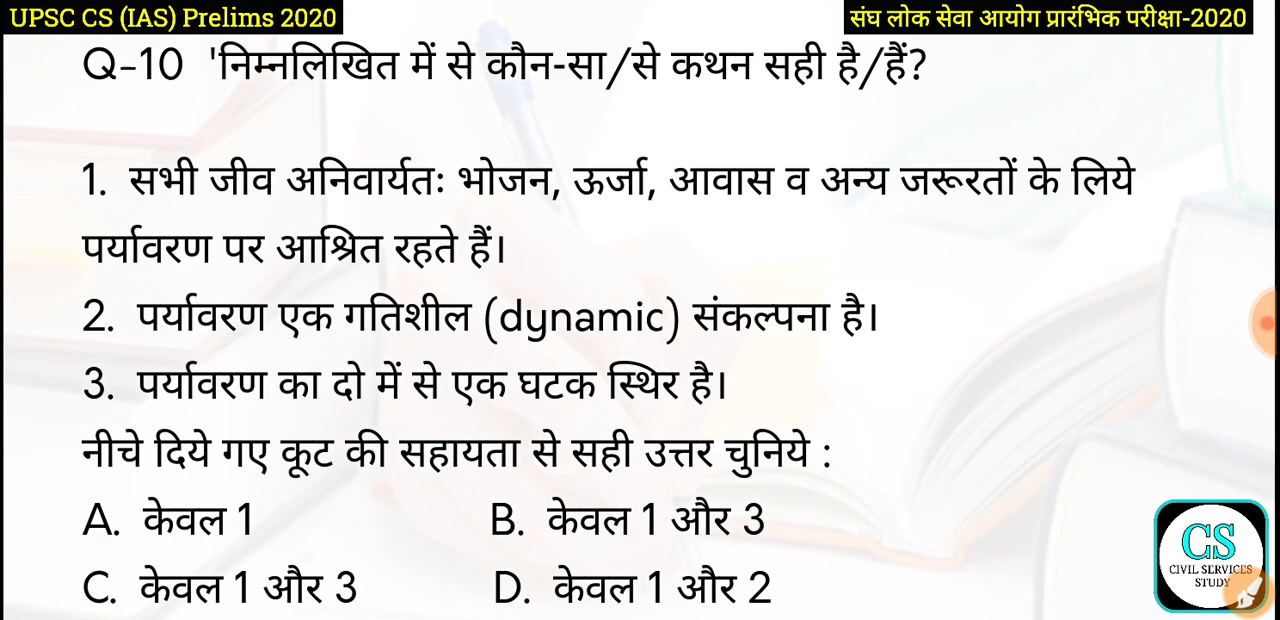 UPSC CS (IAS) Prelims 2020
संघ लोक सेवा आयोग प्रारंभिक परीक्षा-2020
Q-10 'निम्नलिखित में से कौन-सा/से कथन सही है/हैं?
1. सभी जीव अनिवार्यतः भोजन, ऊर्जा, आवास व अन्य जरूरतों के लिये
पर्यावरण पर आश्रित रहते हैं।
2. पर्यावरण एक गतिशील (dynamic) संकल्पना है।
3. पर्यावरण का दो में से एक घटक स्थिर है।
नीचे दिये गए कूट की सहायता से सही उत्तर चुनिये :
A. केवल 1 B. केवल 1 और 3
C. केवल 1 और 3 D. केवल 1 और 2
CS
CIVIL SERVICES
STUDY